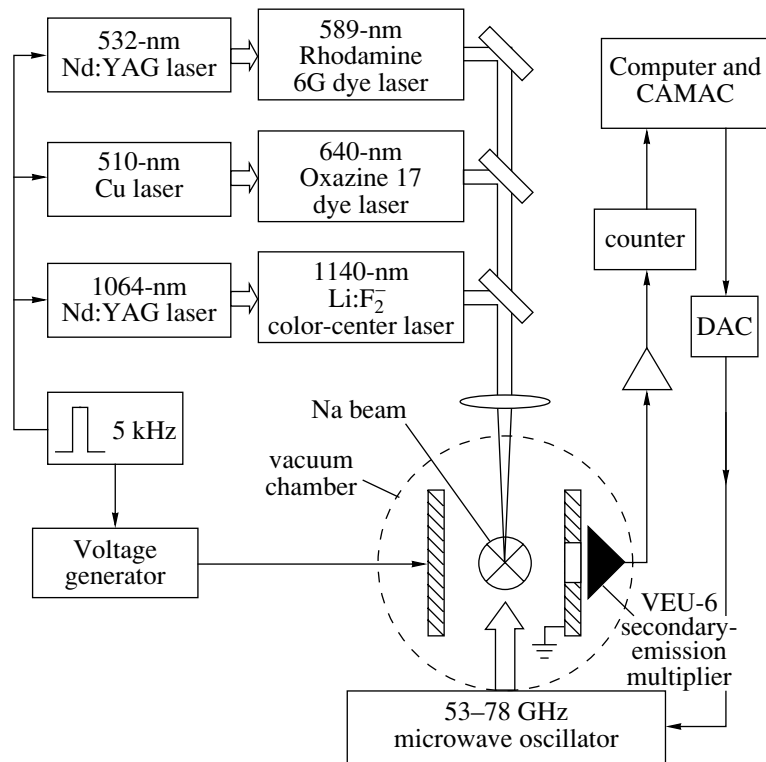 532-nm
Nd:YAG laser
589-nm
Rhodamine
6G dye laser
Computer and
CAMAC
510-nm
Cu laser
640-nm
Oxazine 17
dye laser
counter
1064-nm
Nd:YAG laser
1140-nm
Li:F₂⁻
color-center laser
DAC
5 kHz
Na beam
vacuum
chamber
Voltage
generator
VEU-6
secondary-
emission
multiplier
53–78 GHz
microwave oscillator